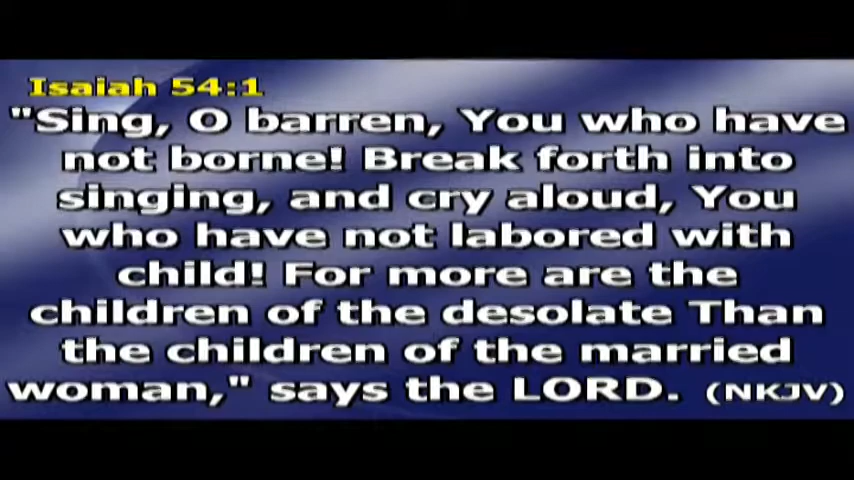 Isaiah 54:1
"Sing, O barren, You who have
not borne! Break forth into
singing, and cry aloud, You
who have not labored with
child! For more are the
children of the desolate Than
the children of the married
woman," says the LORD. (NKJV)